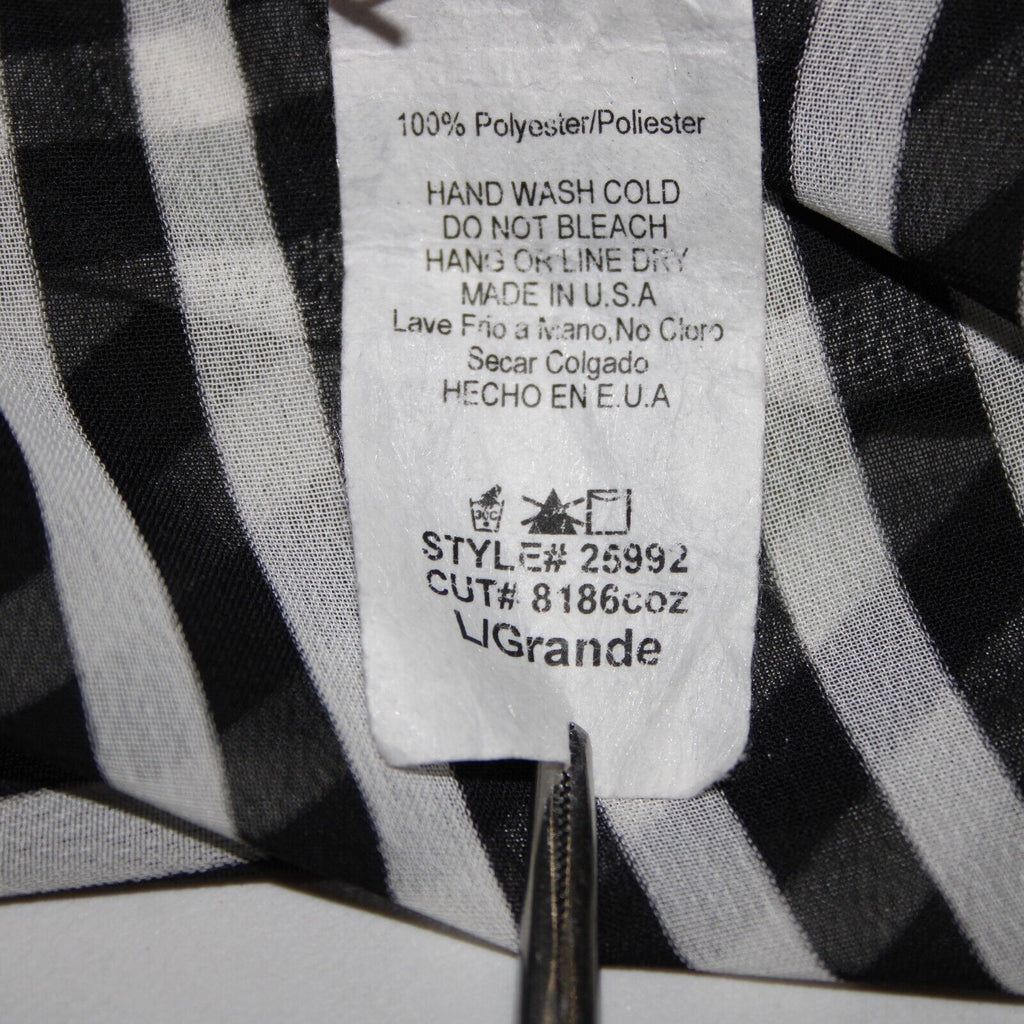 100% Polyester/Poliester
HAND WASH COLD
DO NOT BLEACH
HANG OR LINE DRY
MADE IN U.S.A
Lave Frio a Mano, No Cloro
Secar Colgado
HECHO EN E.U.A
30C
STYLE# 25992
CUT# 8186coz
L/Grande